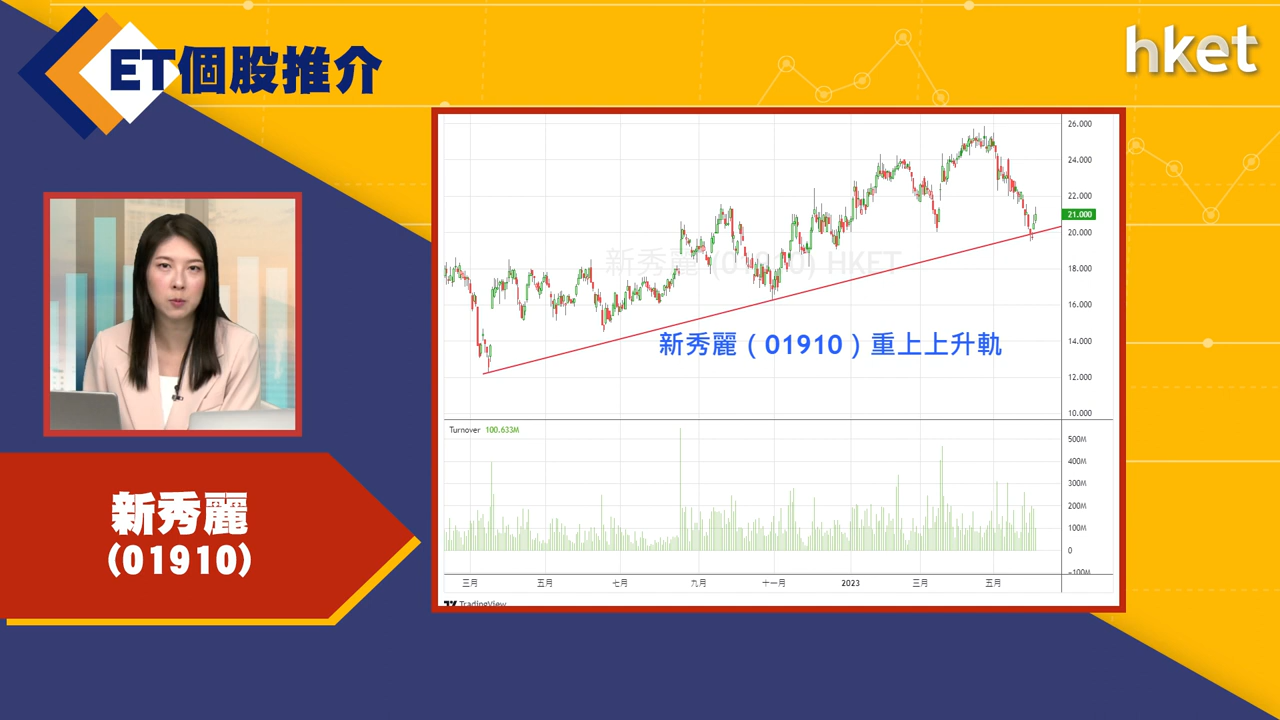 ET個股推介
hket
新秀麗
(01910)
26.000
24.000
22.000
21.000
20.000
18.000
16.000
14.000
12.000
10.000
新秀麗 (01910) HKET
新秀麗（01910）重上上升軌
Turnover 100.633M
500M
400M
300M
200M
100M
0
-100M
三月 五月 七月 九月 十一月 2023 三月 五月
TradingView